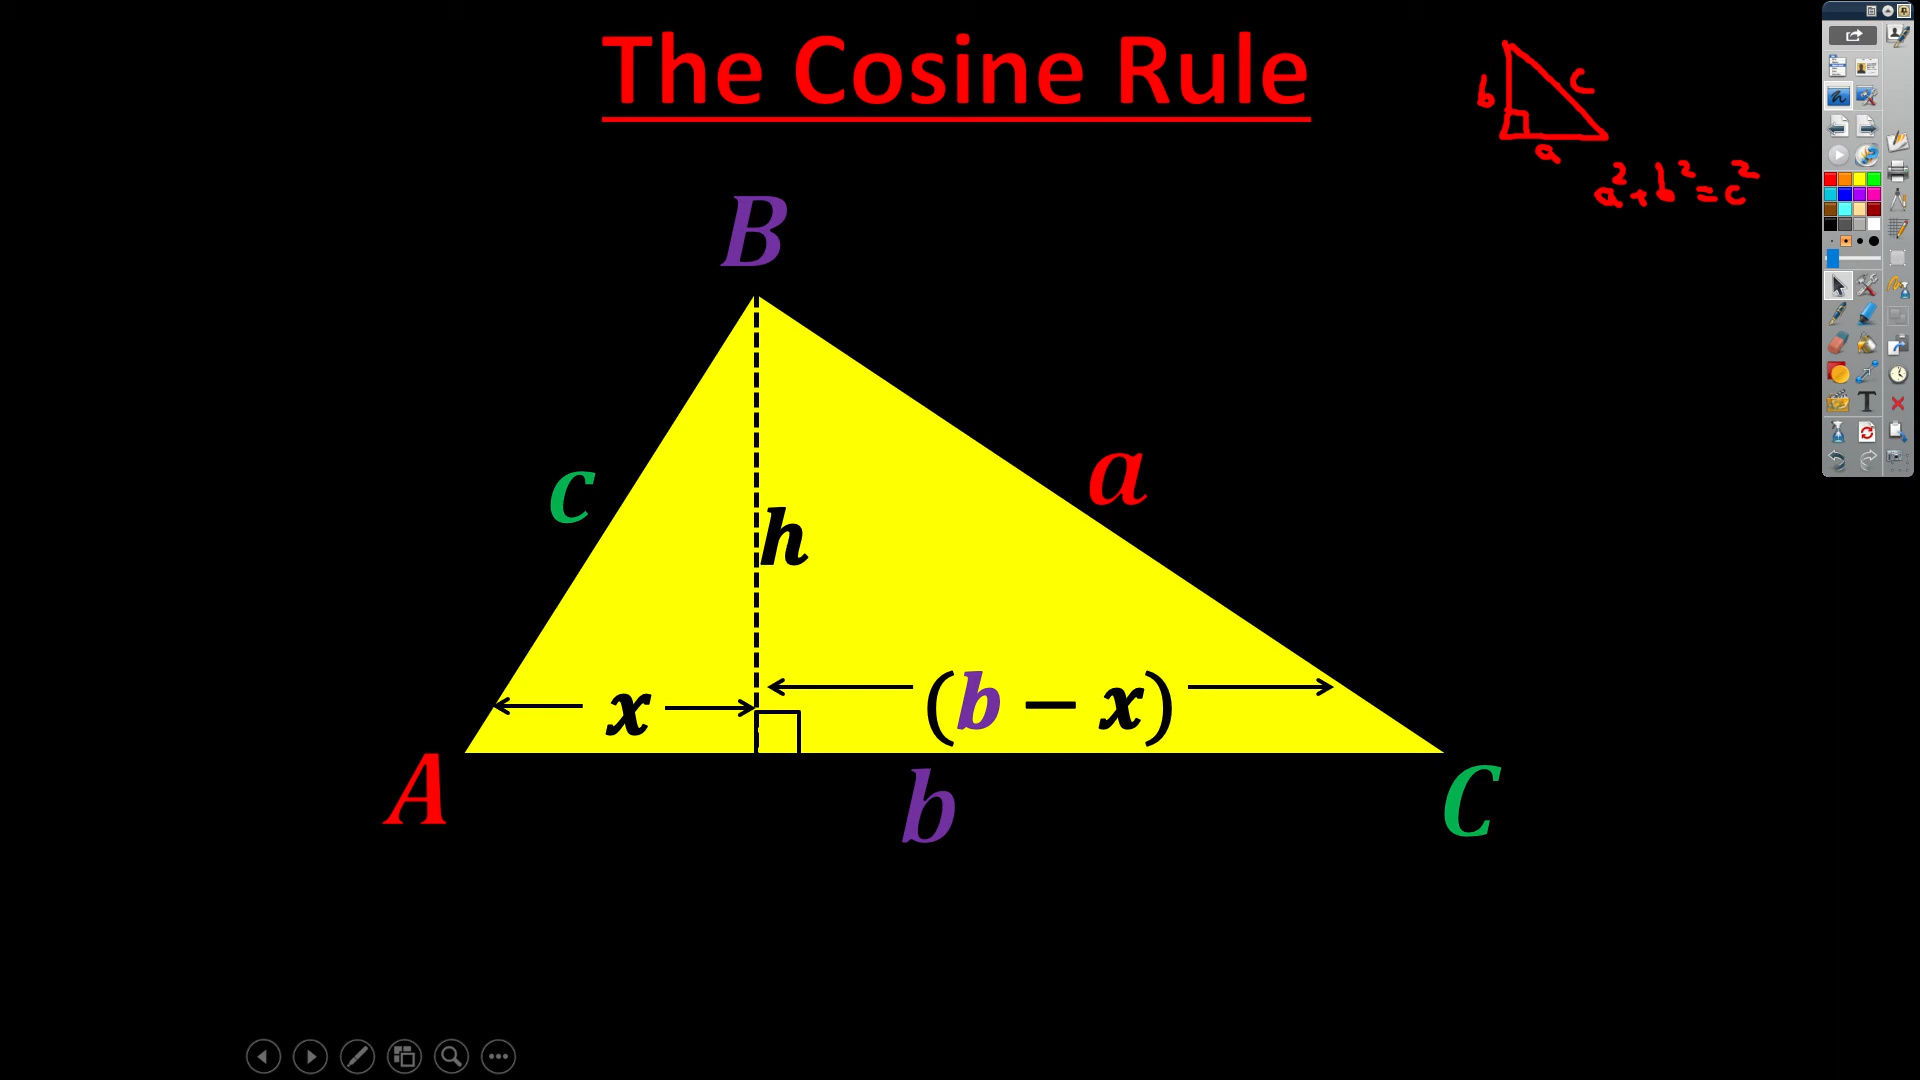 The Cosine Rule
b
c
a
a²+b²=c²
B
c
a
h
x
(b − x)
A
b
C
T